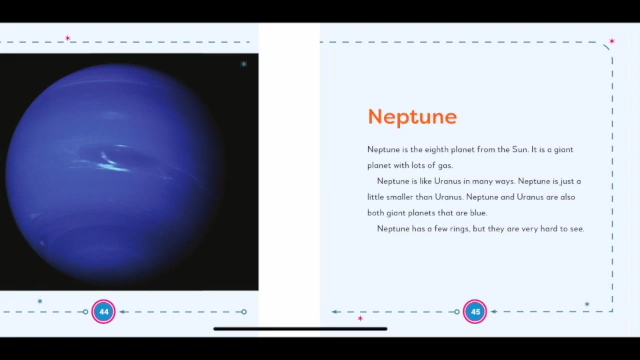 Neptune
Neptune is the eighth planet from the Sun. It is a giant
planet with lots of gas.
Neptune is like Uranus in many ways. Neptune is just a
little smaller than Uranus. Neptune and Uranus are also
both giant planets that are blue.
Neptune has a few rings, but they are very hard to see.
44
45